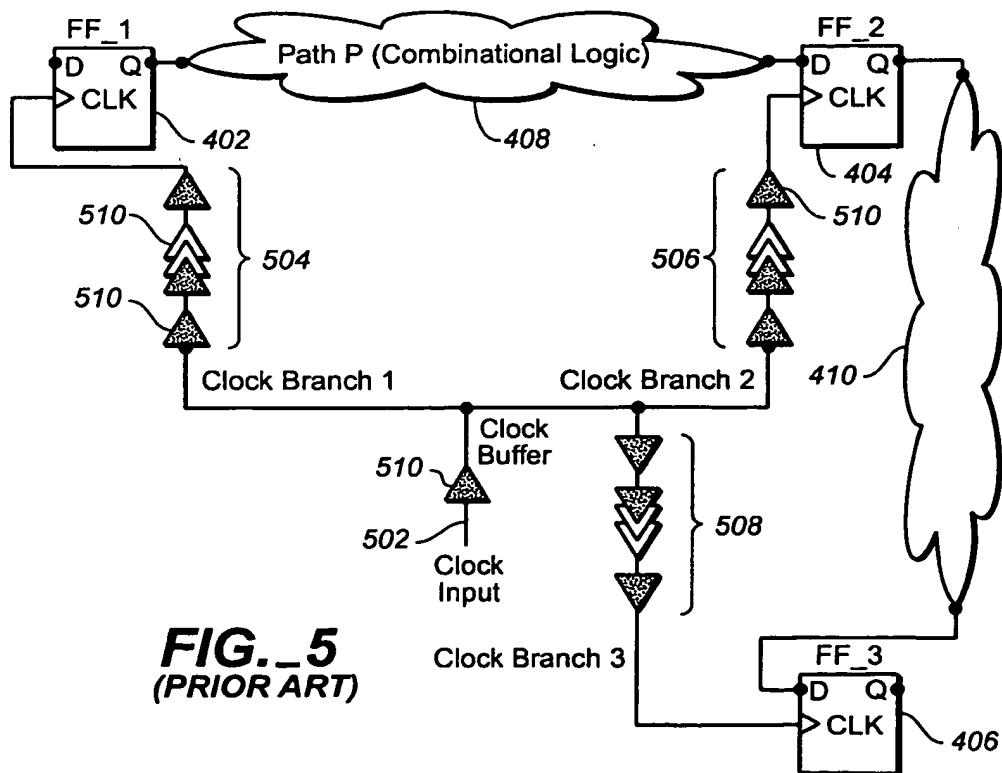 FF_1
D Q
CLK
402
Path P (Combinational Logic)
408
FF_2
D Q
CLK
404
510
504
510
506
510
410
Clock Branch 1
Clock Branch 2
Clock
Buffer
510
502
Clock
Input
508
Clock Branch 3
FIG._5
(PRIOR ART)
FF_3
D Q
CLK
406